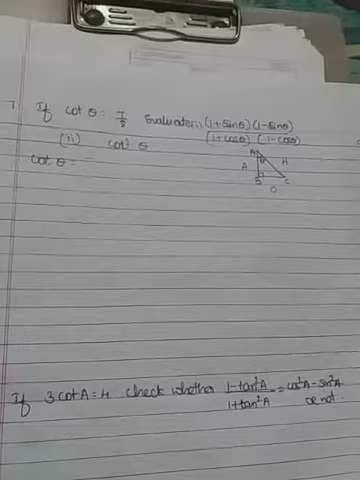 7 If cot θ = 7/8 Evaluate (i) (1+sinθ)(1-sinθ)
(1+cosθ)(1-cosθ)
(ii) cot² θ
cot θ =
A
A H
B C
O
If 3 cot A = 4 check whether 1-tan²A / 1+tan²A = cos²A - sin²A
or not.